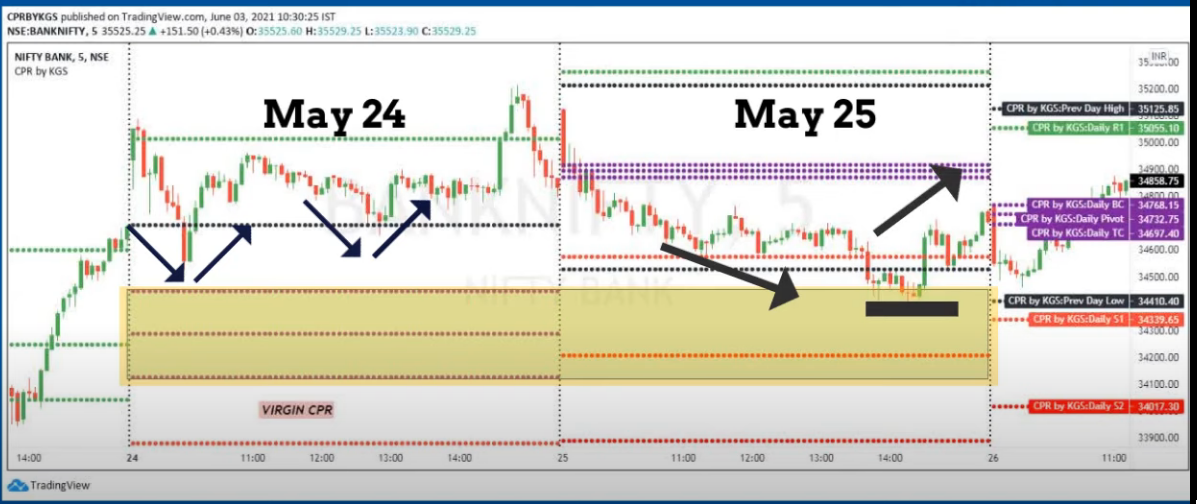 CPRBYKGS published on TradingView.com, June 03, 2021 10:30:25 IST
NSE:BANKNIFTY, 5 35525.25 ▲ +151.50 (+0.43%) O:35525.60 H:35529.25 L:35523.90 C:35529.25
NIFTY BANK, 5, NSE
CPR by KGS
May 24
May 25
BANKNIFTY, 5
NIFTY BANK
VIRGIN CPR
INR
35200.00
CPR by KGS:Prev Day High 35125.85
CPR by KGS:Daily R1 35055.10
35000.00
34900.00
34858.75
CPR by KGS:Daily BC 34768.15
CPR by KGS:Daily Pivot 34732.75
CPR by KGS:Daily TC 34697.40
34600.00
34500.00
CPR by KGS:Prev Day Low 34410.40
CPR by KGS:Daily S1 34339.65
34300.00
34200.00
34100.00
CPR by KGS:Daily S2 34017.30
33900.00
14:00 24 11:00 12:00 13:00 14:00 25 11:00 12:00 13:00 14:00 26 11:00
TradingView